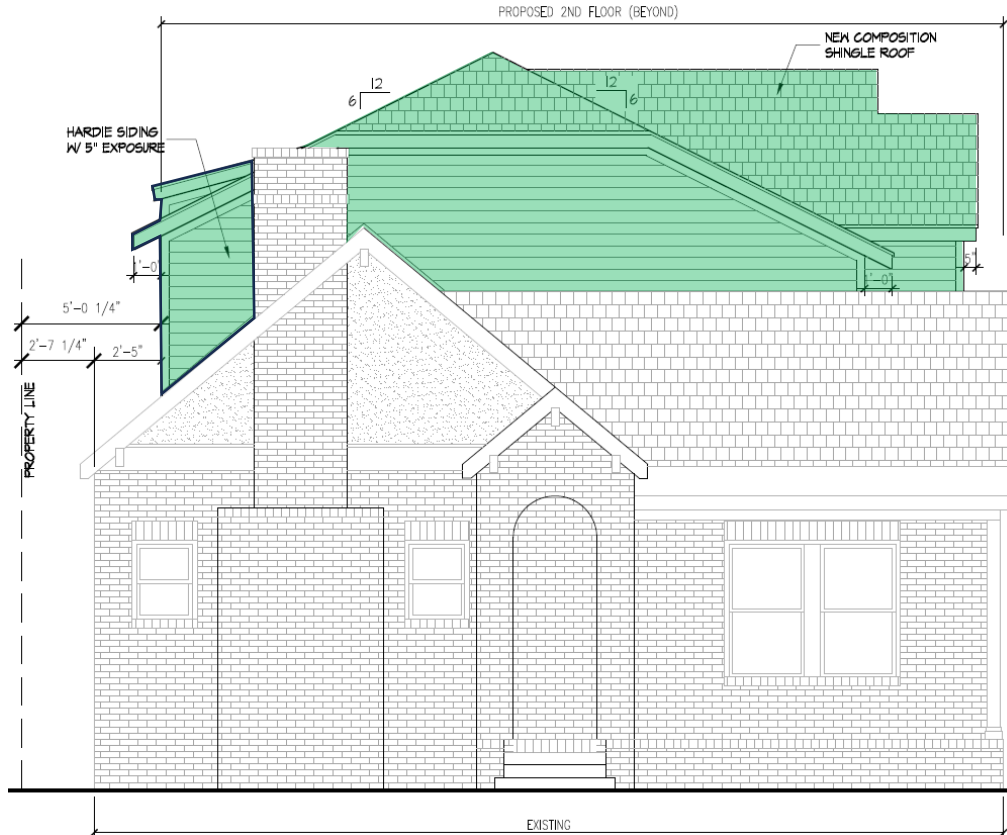 PROPOSED 2ND FLOOR (BEYOND)
NEW COMPOSITION
SHINGLE ROOF
12
6
12'
6
HARDIE SIDING
W/ 5" EXPOSURE
1'-0"
5"
1'-0"
5'-0 1/4"
2'-7 1/4"
2'-5"
PROPERTY LINE
EXISTING